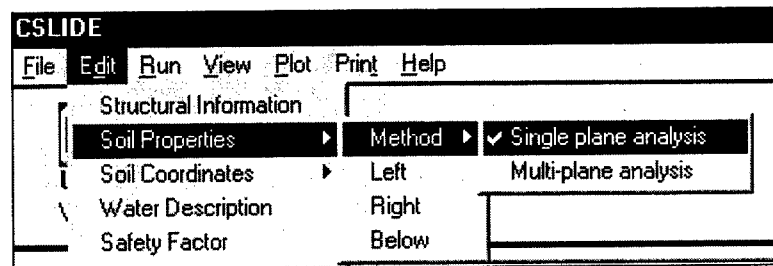 CSLIDE
File Edit Run View Plot Print Help
Structural Information
Soil Properties Method Single plane analysis
Soil Coordinates Left Multi-plane analysis
Water Description Right
Safety Factor Below